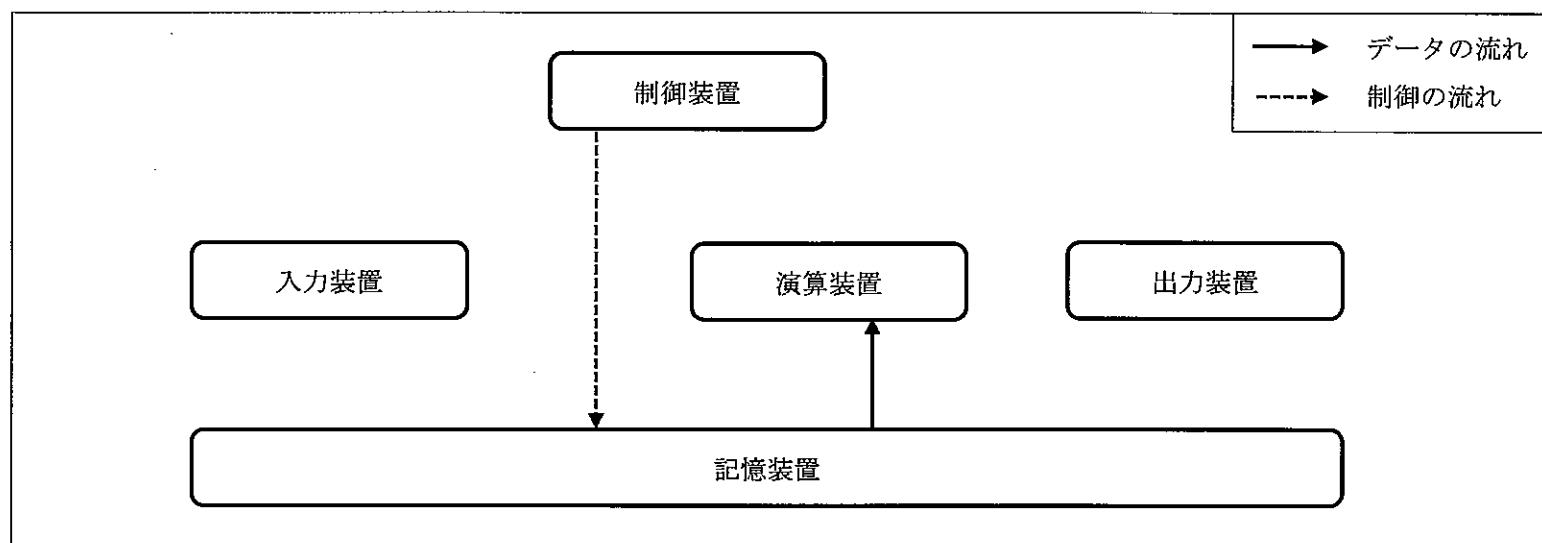 データの流れ
制御の流れ
制御装置
入力装置
演算装置
出力装置
記憶装置